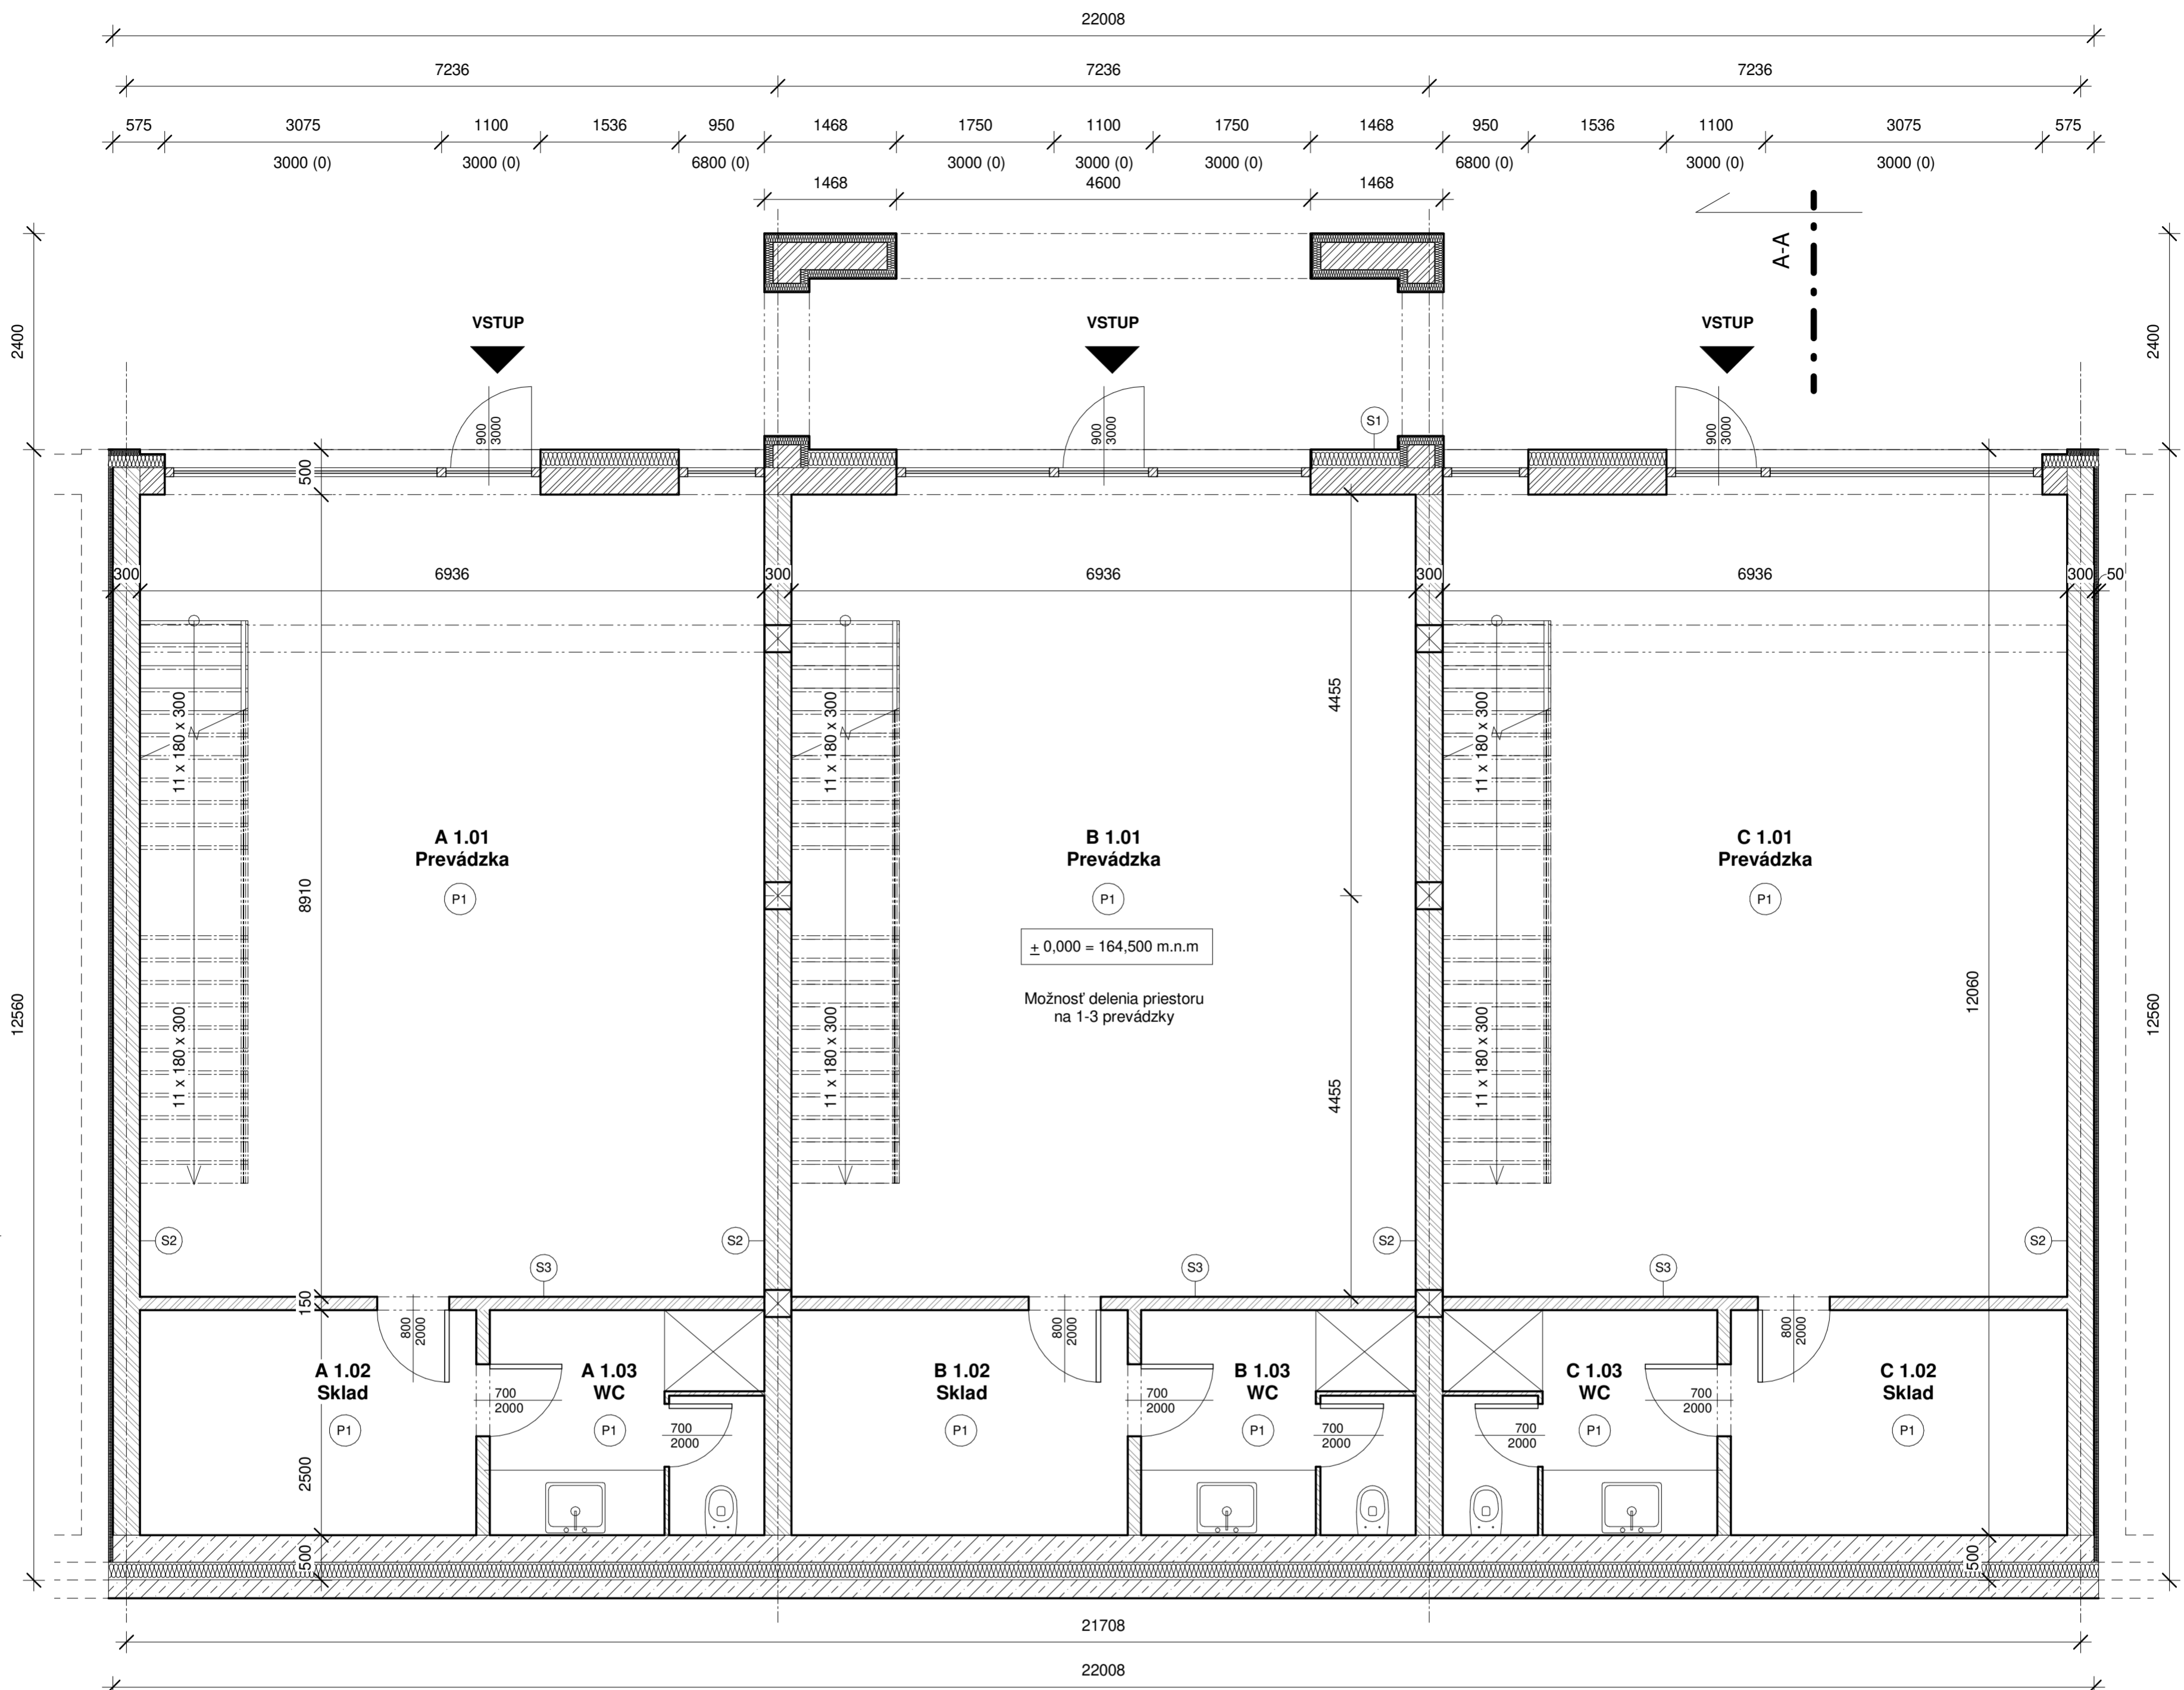 22008
7236 7236 7236
575 3075 1100 1536 950 1468 1750 1100 1750 1468 950 1536 1100 3075 575
3000 (0) 3000 (0) 6800 (0) 3000 (0) 3000 (0) 3000 (0) 6800 (0) 3000 (0) 3000 (0)
1468 4600 1468
A-A
2400 2400
VSTUP VSTUP VSTUP
S1
900 900 900
3000 3000 3000
500
300 6936 300 6936 300 6936 300 50
11 x 180 x 300 11 x 180 x 300 11 x 180 x 300
4455
A 1.01 B 1.01 C 1.01
Prevádzka Prevádzka Prevádzka
8910
P1 P1 P1
± 0,000 = 164,500 m.n.m
Možnosť delenia priestoru
na 1-3 prevádzky
12560 12060 12560
11 x 180 x 300 11 x 180 x 300 11 x 180 x 300
4455
S2 S2 S2 S2
S3 S3 S3
150
800 800 800
2000 2000 2000
A 1.02 A 1.03 B 1.02 B 1.03 C 1.03 C 1.02
Sklad WC Sklad WC WC Sklad
700 700 700
2000 2000 2000
P1 P1 P1 P1 P1 P1
700 700 700
2000 2000 2000
2500
500 500
21708
22008